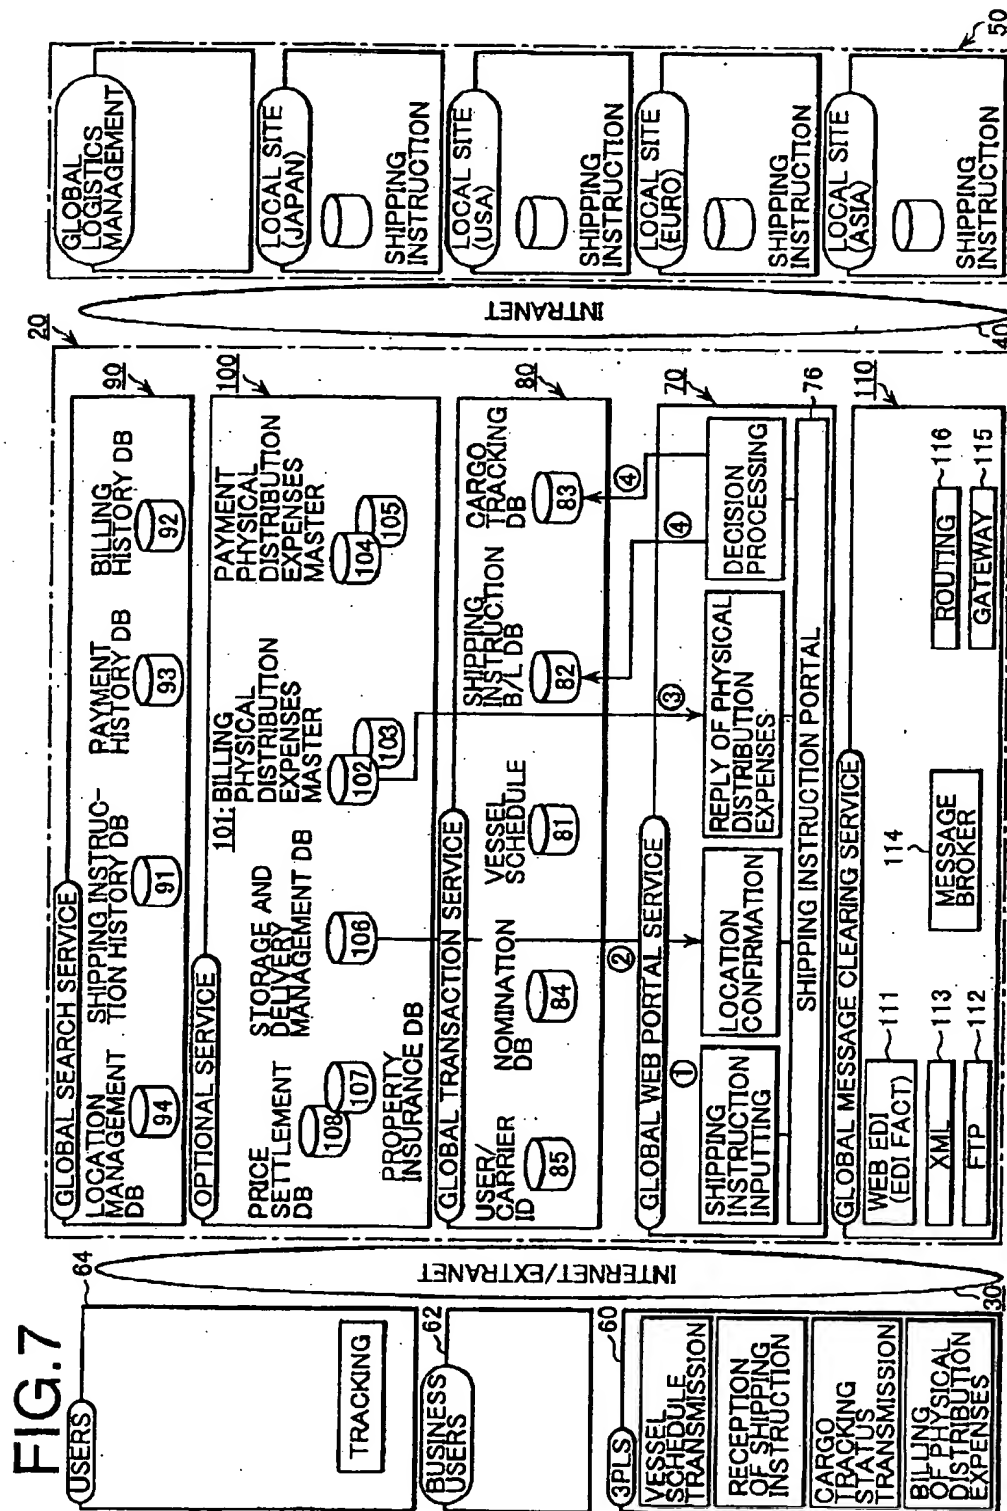 FIG.7
USERS
64
TRACKING
BUSINESS
USERS
62
3PLS
60
VESSEL
SCHEDULE
TRANSMISSION
RECEPTION
OF SHIPPING
INSTRUCTION
CARGO
TRACKING
STATUS
TRANSMISSION
BILLING
OF PHYSICAL
DISTRIBUTION
EXPENSES
INTERNET/EXTRANET
30
20
GLOBAL SEARCH SERVICE
90
LOCATION
MANAGEMENT
DB
94
SHIPPING INSTRUC-
TION HISTORY DB
91
PAYMENT
HISTORY DB
93
BILLING
HISTORY DB
92
OPTIONAL SERVICE
100
PRICE
SETTLEMENT
DB
108
107
PROPERTY
INSURANCE DB
STORAGE AND
DELIVERY
MANAGEMENT DB
106
101: BILLING
PHYSICAL
DISTRIBUTION
EXPENSES
MASTER
102
103
PAYMENT
PHYSICAL
DISTRIBUTION
EXPENSES
MASTER
104
105
GLOBAL TRANSACTION SERVICE
80
USER/
CARRIER
ID
85
NOMINATION
DB
84
VESSEL
SCHEDULE
81
SHIPPING
INSTRUCTION
B/L DB
82
CARGO
TRACKING
DB
83
GLOBAL WEB PORTAL SERVICE
70
①
②
③
④
④
SHIPPING
INSTRUCTION
INPUTTING
LOCATION
CONFIRMATION
REPLY OF PHYSICAL
DISTRIBUTION
EXPENSES
DECISION
PROCESSING
SHIPPING INSTRUCTION PORTAL
76
GLOBAL MESSAGE CLEARING SERVICE
110
WEB EDI
(EDI FACT)
111
XML
113
FTP
112
MESSAGE
BROKER
114
ROUTING
116
GATEWAY
115
INTRANET
40
GLOBAL
LOGISTICS
MANAGEMENT
LOCAL SITE
(JAPAN)
SHIPPING
INSTRUCTION
LOCAL SITE
(USA)
SHIPPING
INSTRUCTION
LOCAL SITE
(EURO)
SHIPPING
INSTRUCTION
LOCAL SITE
(ASIA)
SHIPPING
INSTRUCTION
50